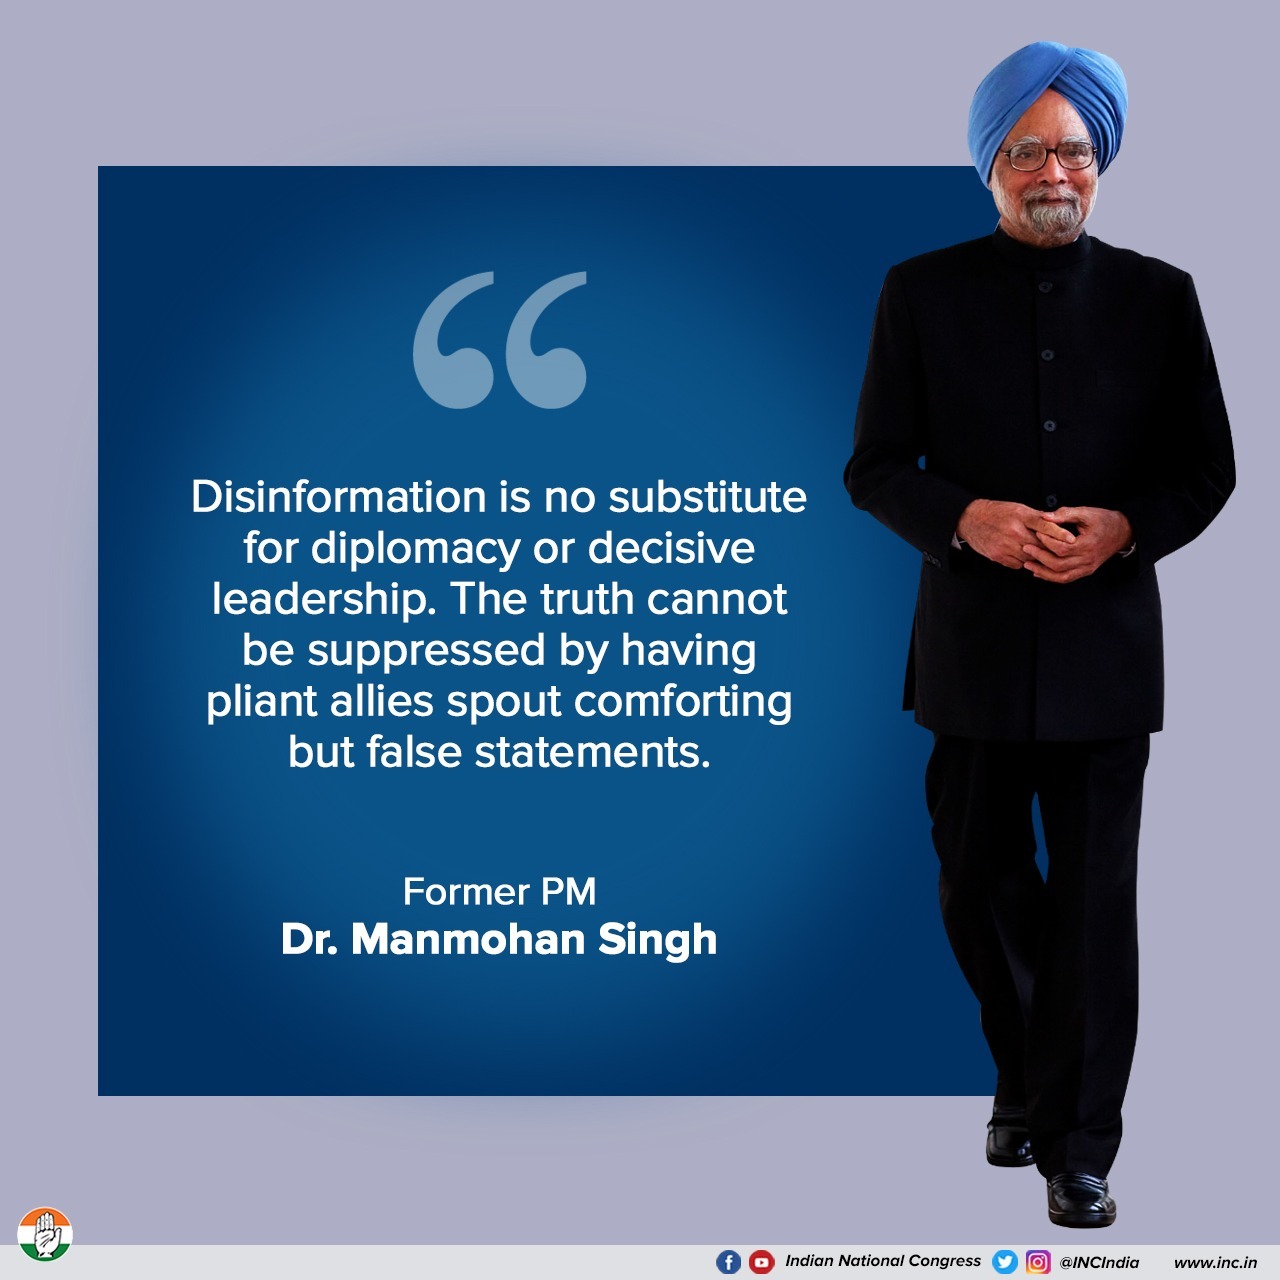 Disinformation is no substitute
for diplomacy or decisive
leadership. The truth cannot
be suppressed by having
pliant allies spout comforting
but false statements.
Former PM
Dr. Manmohan Singh
Indian National Congress @INCIndia www.inc.in